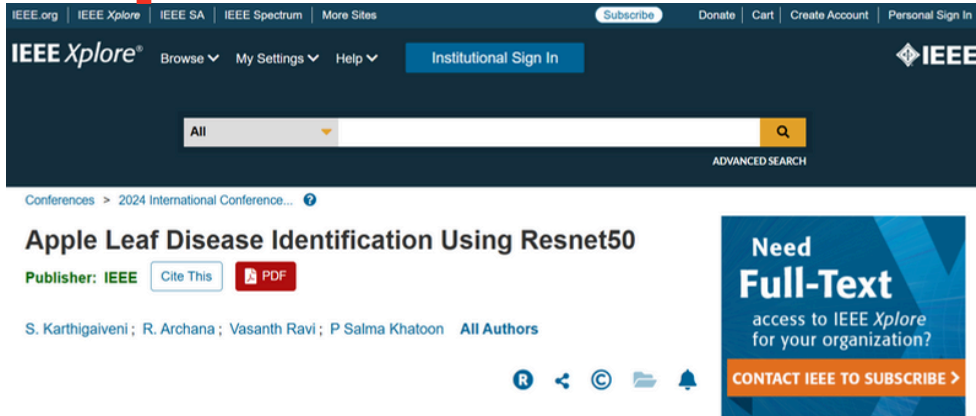 IEEE.org | IEEE Xplore | IEEE SA | IEEE Spectrum | More Sites Subscribe Donate | Cart | Create Account | Personal Sign In
IEEE Xplore® Browse My Settings Help Institutional Sign In IEEE
All
ADVANCED SEARCH
Conferences > 2024 International Conference... ?
Apple Leaf Disease Identification Using Resnet50
Publisher: IEEE Cite This PDF
S. Karthigaiveni ; R. Archana ; Vasanth Ravi ; P Salma Khatoon All Authors
R ©
Need
Full-Text
access to IEEE Xplore
for your organization?
CONTACT IEEE TO SUBSCRIBE >